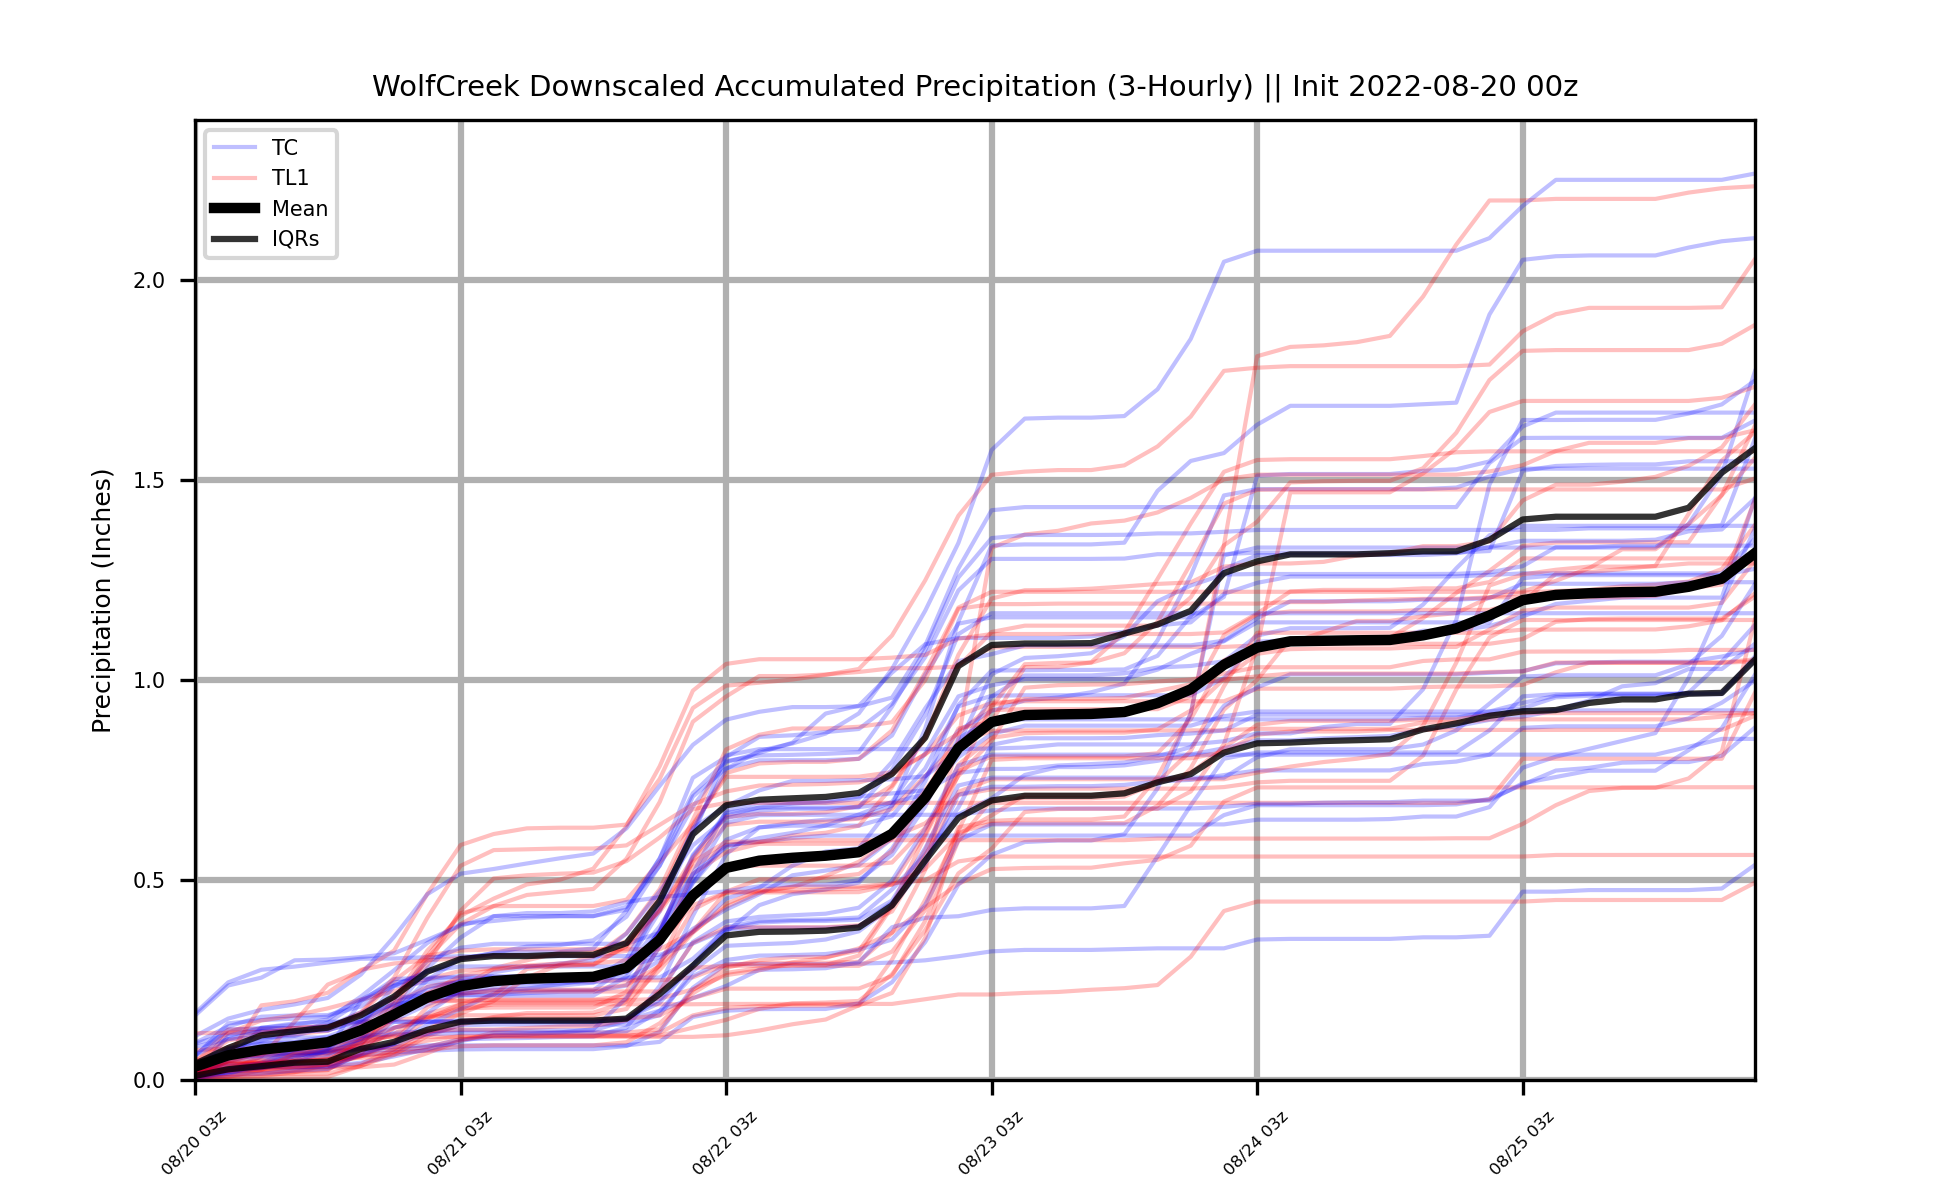 WolfCreek Downscaled Accumulated Precipitation (3-Hourly) || Init 2022-08-20 00z
TC
TL1
Mean
IQRs
Precipitation (Inches)
2.0
1.5
1.0
0.5
0.0
08/20 03z
08/21 03z
08/22 03z
08/23 03z
08/24 03z
08/25 03z